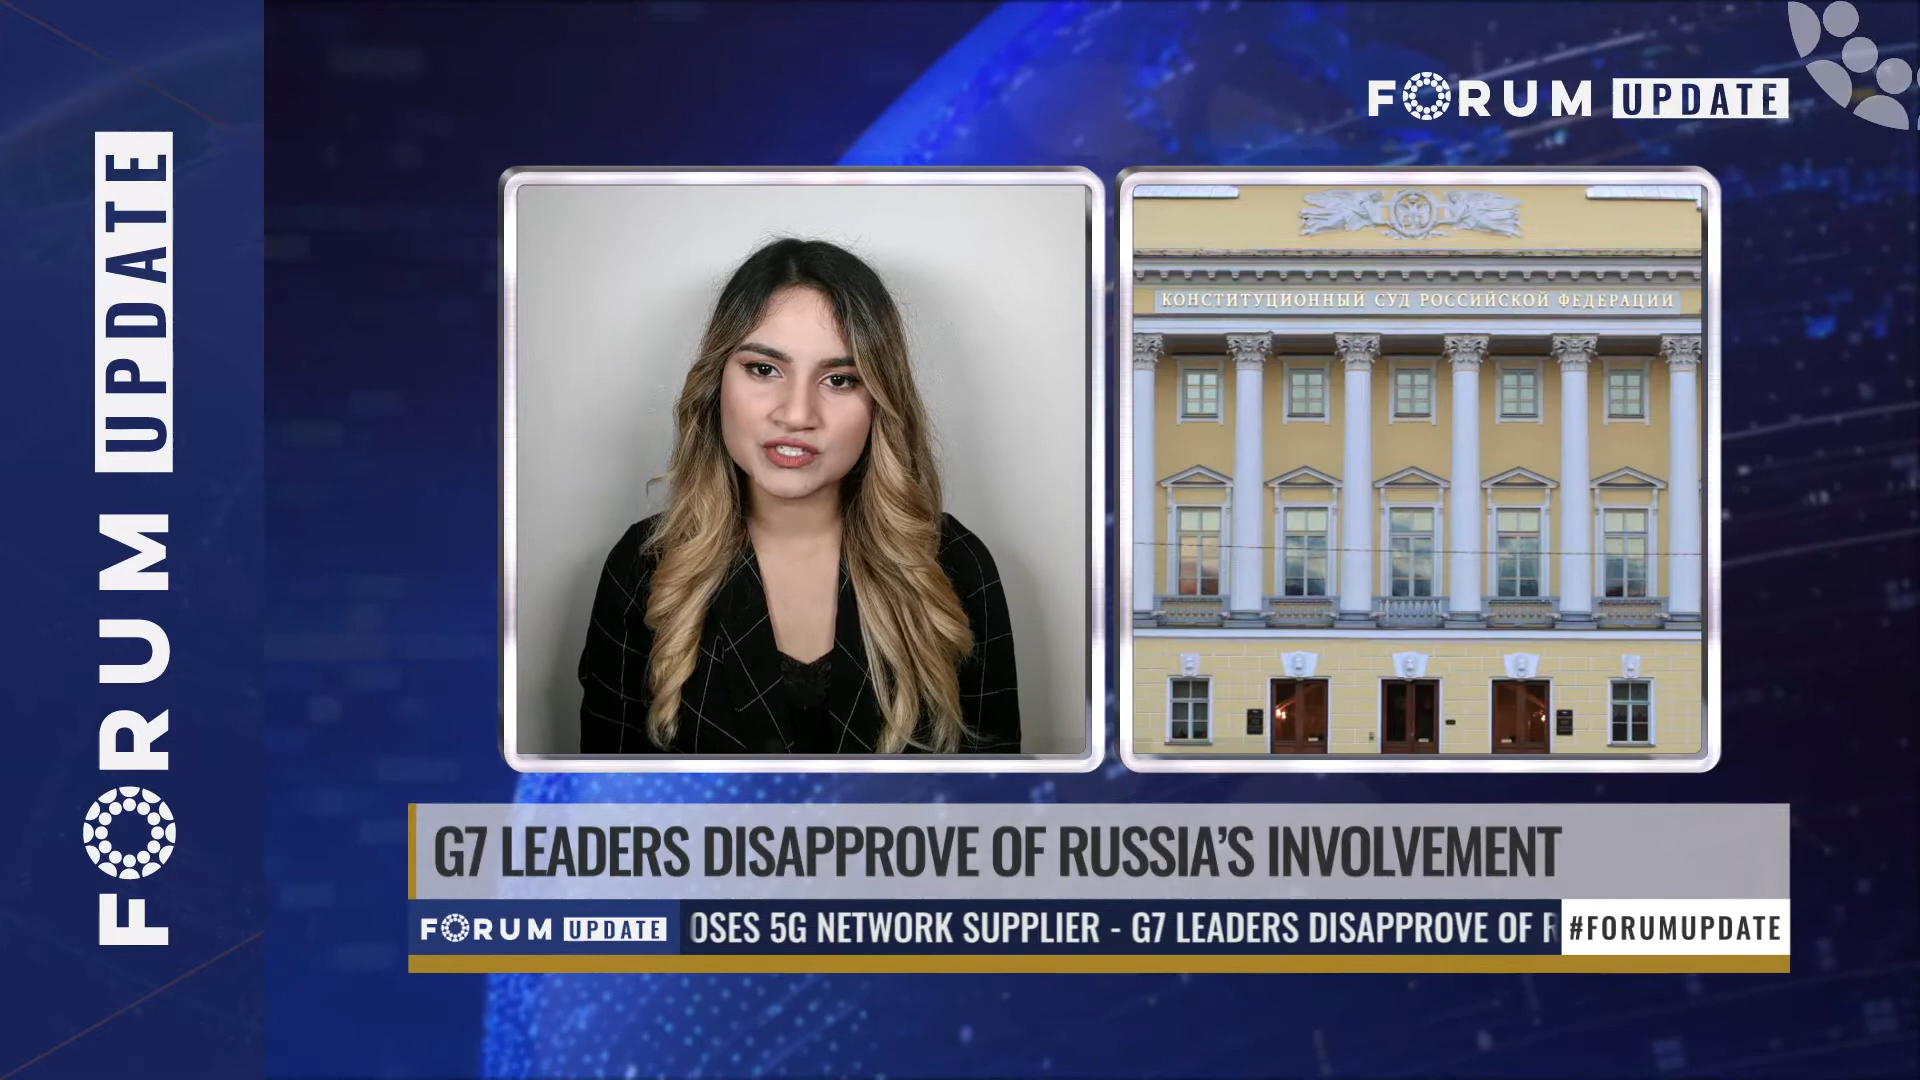 FORUM UPDATE
FORUM UPDATE
КОНСТИТУЦИОННЫЙ СУД РОССИЙСКОЙ ФЕДЕРАЦИИ
G7 LEADERS DISAPPROVE OF RUSSIA’S INVOLVEMENT
FORUM UPDATE OSES 5G NETWORK SUPPLIER - G7 LEADERS DISAPPROVE OF #FORUMUPDATE